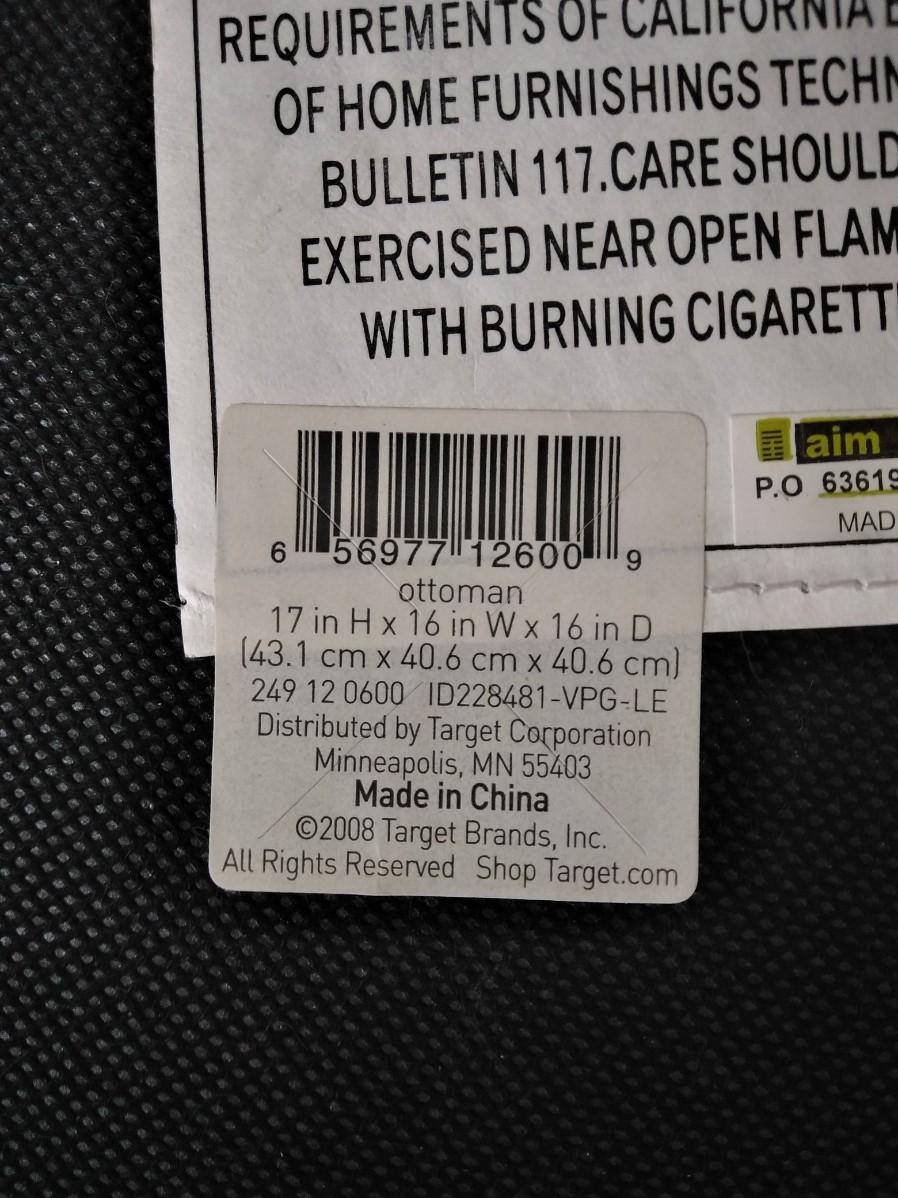 REQUIREMENTS OF CALIFORNIA
OF HOME FURNISHINGS TECHN
BULLETIN 117.CARE SHOULD
EXERCISED NEAR OPEN FLAM
WITH BURNING CIGARETT
aim
P.O 63619
MAD
6 56977 12600 9
ottoman
17 in H x 16 in W x 16 in D
(43.1 cm x 40.6 cm x 40.6 cm)
249 12 0600 ID228481-VPG-LE
Distributed by Target Corporation
Minneapolis, MN 55403
Made in China
©2008 Target Brands, Inc.
All Rights Reserved Shop Target.com